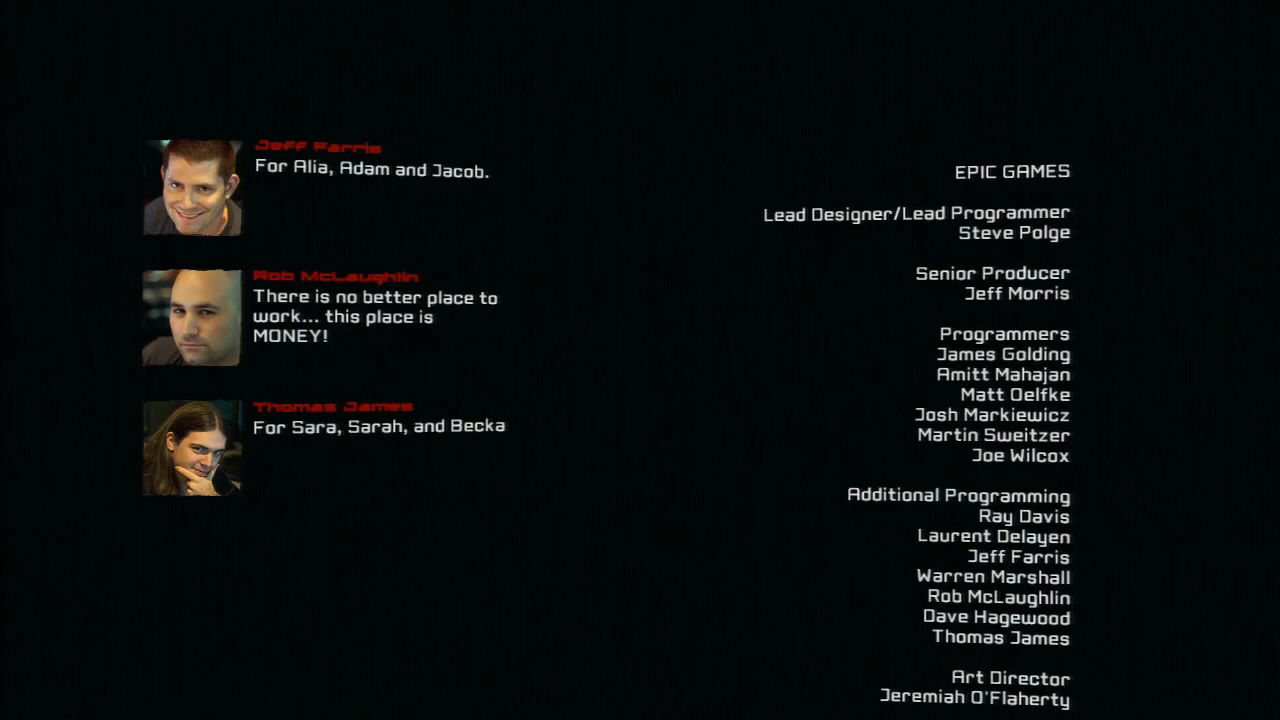 Jeff Farris
For Alia, Adam and Jacob.
Rob McLaughlin
There is no better place to
work... this place is
MONEY!
Thomas James
For Sara, Sarah, and Becka
EPIC GAMES
Lead Designer/Lead Programmer
Steve Polge
Senior Producer
Jeff Morris
Programmers
James Golding
Amitt Mahajan
Matt Oelfke
Josh Markiewicz
Martin Sweitzer
Joe Wilcox
Additional Programming
Ray Davis
Laurent Delayen
Jeff Farris
Warren Marshall
Rob McLaughlin
Dave Hagewood
Thomas James
Art Director
Jeremiah O'Flaherty